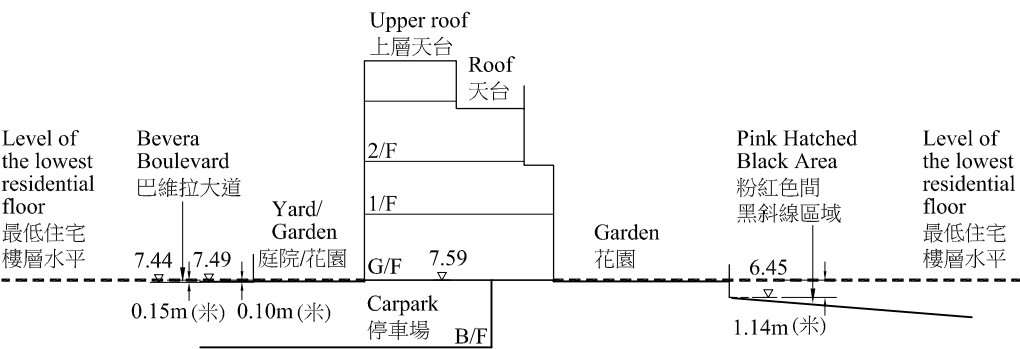 Upper roof
上層天台
Roof
天台
Level of
the lowest
residential
floor
最低住宅
樓層水平
Bevera
Boulevard
巴維拉大道
Yard/
Garden
庭院/花園
2/F
1/F
G/F
7.59
Carpark
停車場
B/F
7.44
7.49
0.15m (米)
0.10m (米)
Garden
花園
Pink Hatched
Black Area
粉紅色間
黑斜線區域
6.45
1.14m (米)
Level of
the lowest
residential
floor
最低住宅
樓層水平